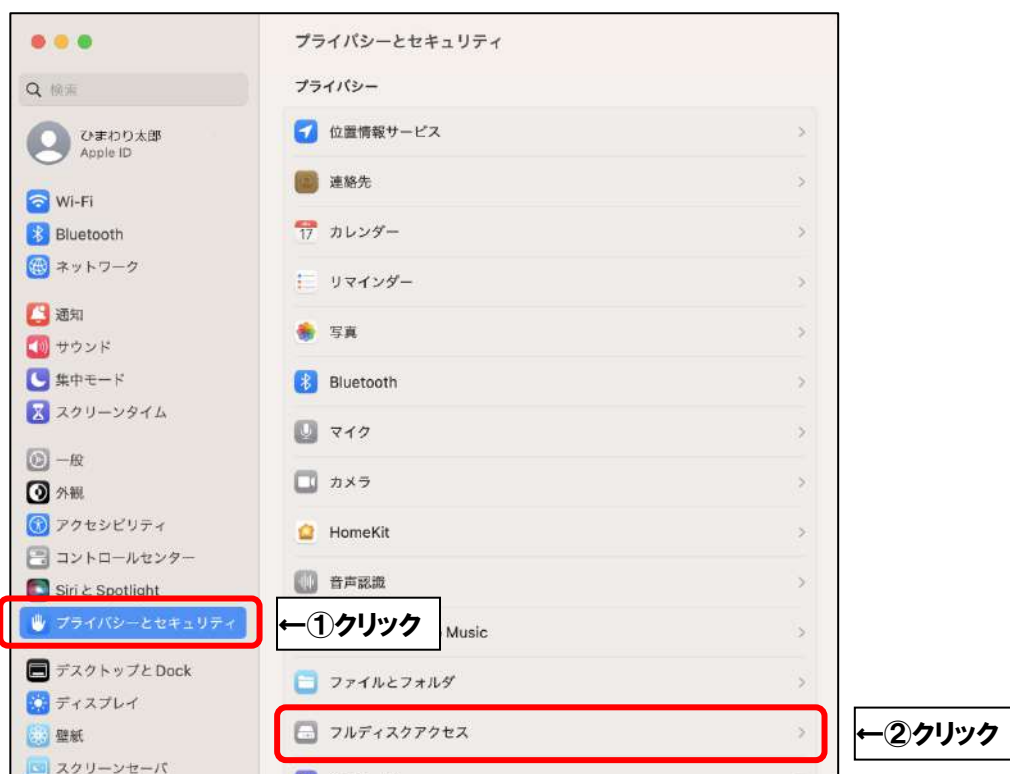 プライバシーとセキュリティ
検索
ひまわり太郎
Apple ID
Wi-Fi
Bluetooth
ネットワーク
通知
サウンド
集中モード
スクリーンタイム
一般
外観
アクセシビリティ
コントロールセンター
Siri と Spotlight
プライバシーとセキュリティ
デスクトップと Dock
ディスプレイ
壁紙
スクリーンセーバ
プライバシー
位置情報サービス
連絡先
17
カレンダー
リマインダー
写真
Bluetooth
マイク
カメラ
HomeKit
音声認識
←①クリック
Music
ファイルとフォルダ
フルディスクアクセス
←②クリック